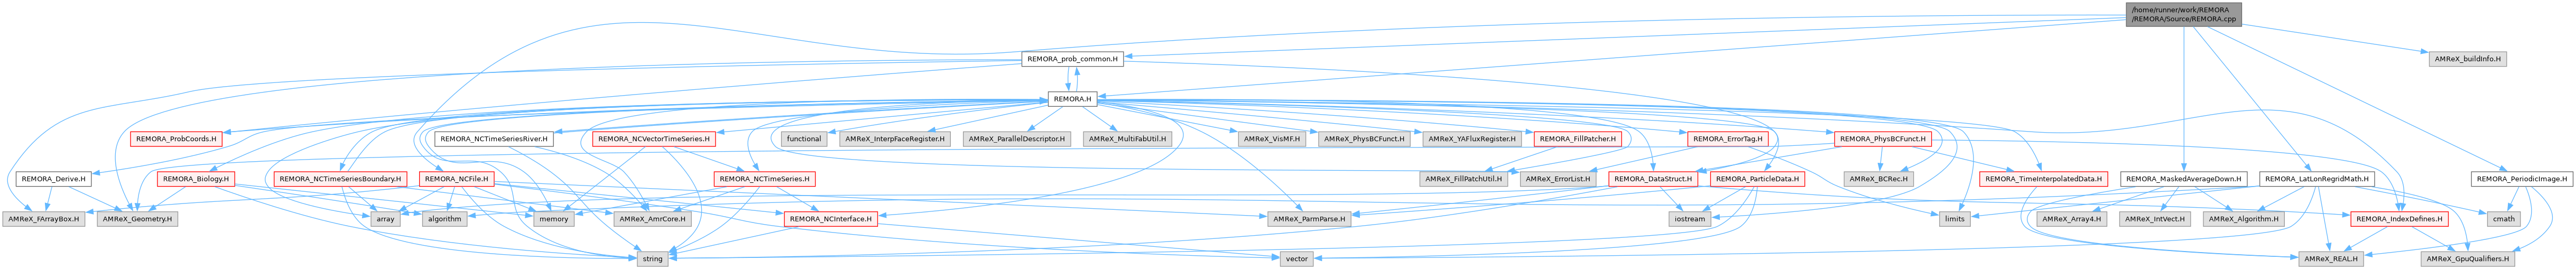 /home/runner/work/REMORA
/REMORA/Source/REMORA.cpp
REMORA_prob_common.H
AMReX_buildInfo.H
REMORA.H
REMORA_ProbCoords.H
REMORA_NCTimeSeriesRiver.H
REMORA_NCVectorTimeSeries.H
functional
AMReX_InterpFaceRegister.H
AMReX_ParallelDescriptor.H
AMReX_MultiFabUtil.H
AMReX_VisMF.H
AMReX_PhysBCFunct.H
AMReX_YAFluxRegister.H
REMORA_FillPatcher.H
REMORA_ErrorTag.H
REMORA_PhysBCFunct.H
REMORA_Derive.H
REMORA_Biology.H
REMORA_NCTimeSeriesBoundary.H
REMORA_NCFile.H
REMORA_NCTimeSeries.H
AMReX_FillPatchUtil.H
AMReX_ErrorList.H
REMORA_DataStruct.H
REMORA_ParticleData.H
AMReX_BCRec.H
REMORA_TimeInterpolatedData.H
REMORA_MaskedAverageDown.H
REMORA_LatLonRegridMath.H
REMORA_PeriodicImage.H
AMReX_FArrayBox.H
AMReX_Geometry.H
array
algorithm
memory
AMReX_AmrCore.H
REMORA_NCInterface.H
AMReX_ParmParse.H
iostream
limits
AMReX_Array4.H
AMReX_IntVect.H
AMReX_Algorithm.H
REMORA_IndexDefines.H
cmath
string
vector
AMReX_REAL.H
AMReX_GpuQualifiers.H